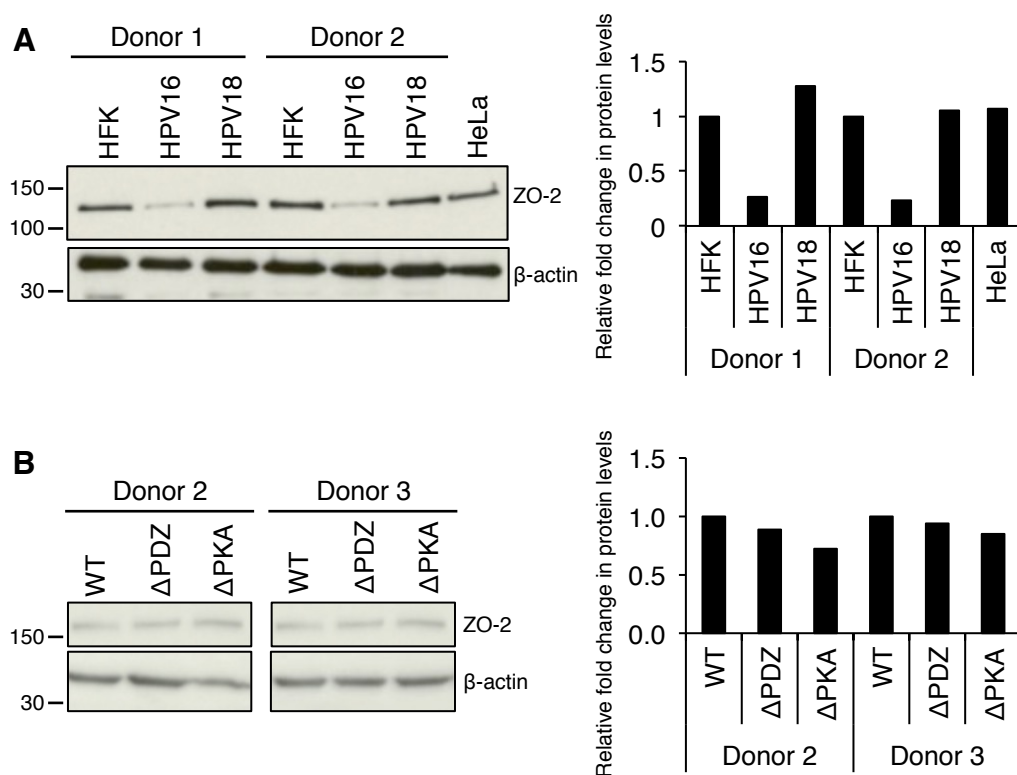 A
Donor 1 Donor 2
HFK HPV16 HPV18 HFK HPV16 HPV18 HeLa
150
100
ZO-2
30
β-actin
Relative fold change in protein levels
1.5
1
0.5
0
HFK HPV16 HPV18 HFK HPV16 HPV18 HeLa
Donor 1 Donor 2
B
Donor 2 Donor 3
WT ΔPDZ ΔPKA WT ΔPDZ ΔPKA
150
ZO-2
30
β-actin
Relative fold change in protein levels
1.5
1.0
0.5
0.0
WT ΔPDZ ΔPKA WT ΔPDZ ΔPKA
Donor 2 Donor 3